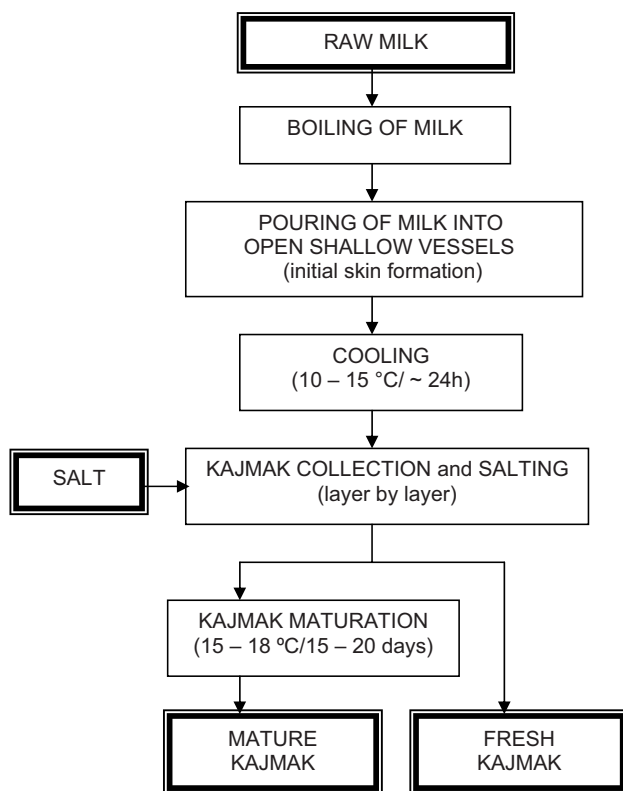 RAW MILK
BOILING OF MILK
POURING OF MILK INTO
OPEN SHALLOW VESSELS
(initial skin formation)
COOLING
(10 – 15 °C/ ~ 24h)
SALT
KAJMAK COLLECTION and SALTING
(layer by layer)
KAJMAK MATURATION
(15 – 18 ºC/15 – 20 days)
MATURE
KAJMAK
FRESH
KAJMAK